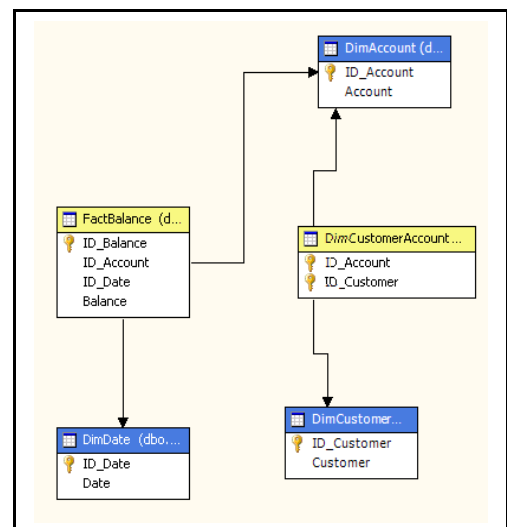 DimAccount (d...
ID_Account
Account
FactBalance (d...
ID_Balance
ID_Account
ID_Date
Balance
DimCustomerAccount ...
ID_Account
ID_Customer
DimDate (dbo....
ID_Date
Date
DimCustomer...
ID_Customer
Customer